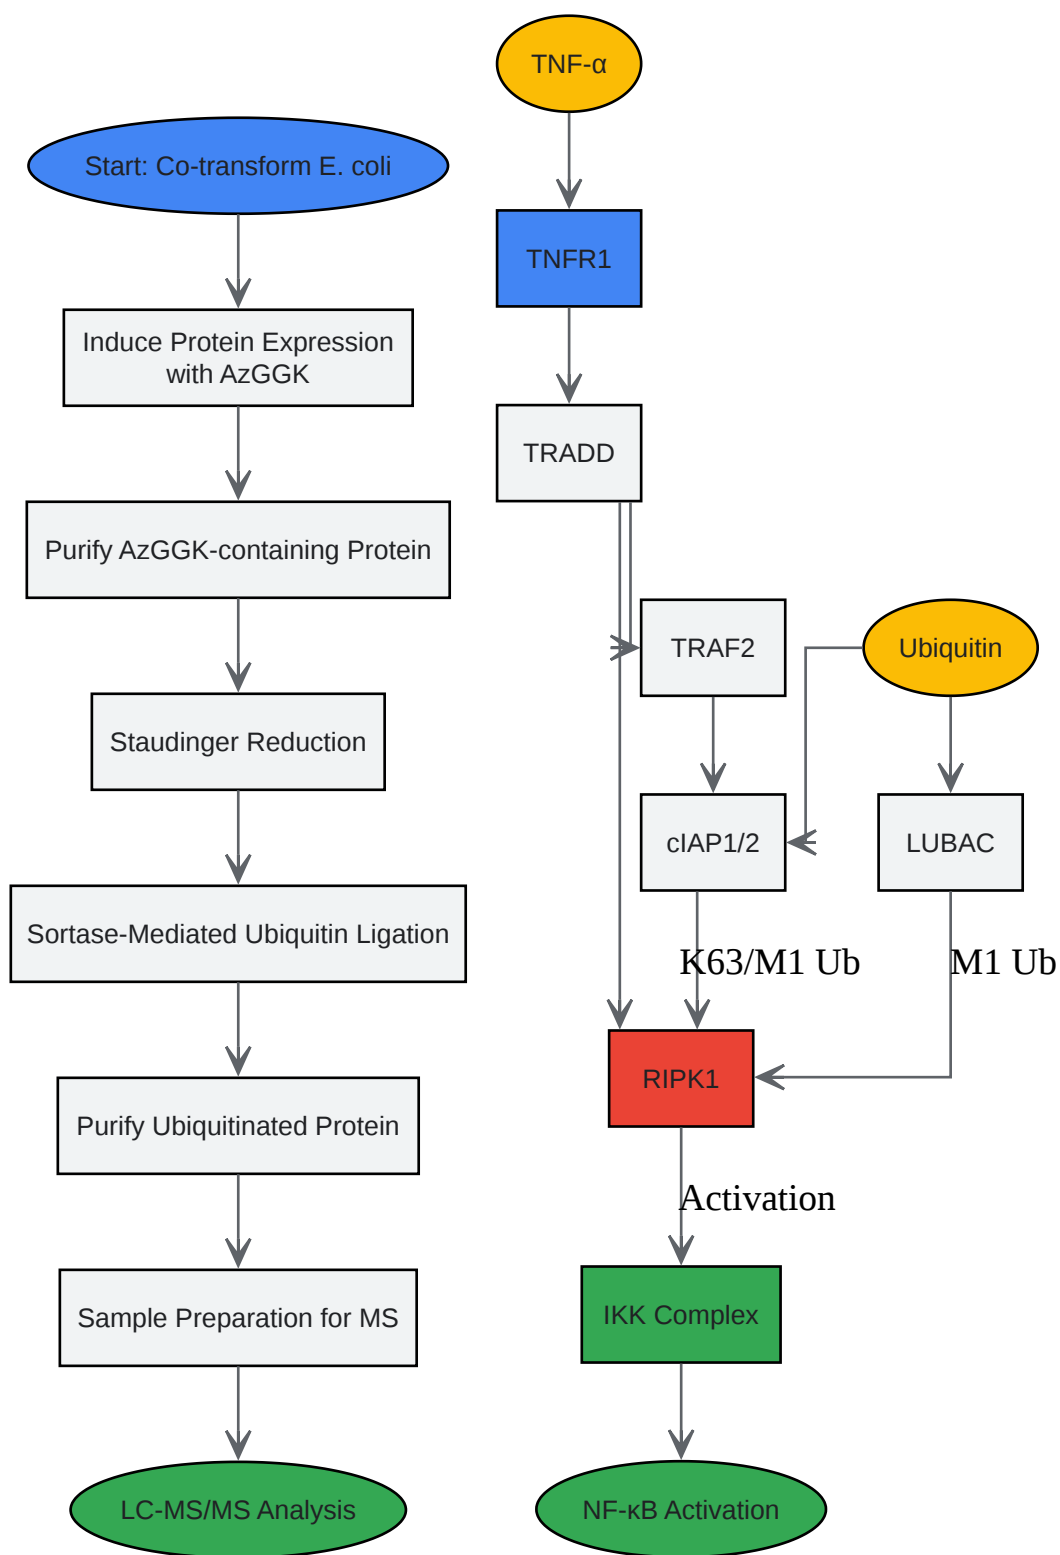 Start: Co-transform E. coli
Induce Protein Expression
with AzGGK
Purify AzGGK-containing Protein
Staudinger Reduction
Sortase-Mediated Ubiquitin Ligation
Purify Ubiquitinated Protein
Sample Preparation for MS
LC-MS/MS Analysis
TNF-α
TNFR1
TRADD
TRAF2
Ubiquitin
cIAP1/2
LUBAC
K63/M1 Ub
M1 Ub
RIPK1
Activation
IKK Complex
NF-κB Activation